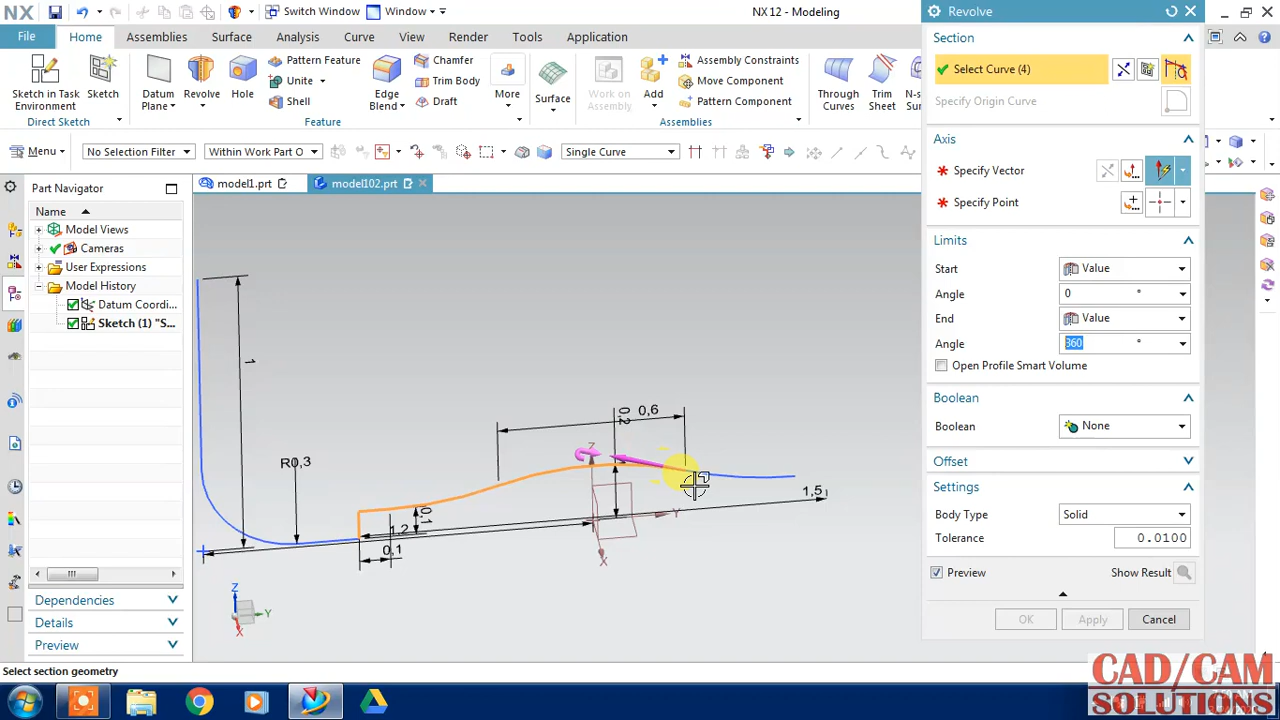 NX
Switch Window
Window
NX 12 - Modeling
Revolve
File
Home
Assemblies
Surface
Analysis
Curve
View
Render
Tools
Application
Sketch in Task Environment
Sketch
Direct Sketch
Datum Plane
Revolve
Hole
Pattern Feature
Unite
Shell
Edge Blend
Chamfer
Trim Body
Draft
More
Feature
Surface
Work on Assembly
Add
Assembly Constraints
Move Component
Pattern Component
Assemblies
Through Curves
Trim Sheet
Menu
No Selection Filter
Within Work Part O
Single Curve
Part Navigator
model1.prt
model102.prt
Name
Model Views
Cameras
User Expressions
Model History
Datum Coordi...
Sketch (1) "S...
Dependencies
Details
Preview
Section
Select Curve (4)
Specify Origin Curve
Axis
Specify Vector
Specify Point
Limits
Start
Value
Angle
0
°
End
Value
Angle
360
°
Open Profile Smart Volume
Boolean
Boolean
None
Offset
Settings
Body Type
Solid
Tolerance
0.0100
Preview
Show Result
OK
Apply
Cancel
1
R0,3
0,2
0,6
Z
0,1
1,2
0,1
Y
X
1,5
Z
Y
X
Select section geometry
CAD/CAM
SOLUTIONS